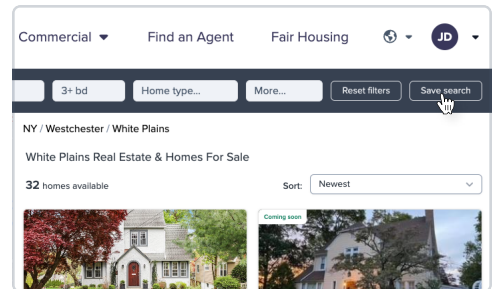 Commercial Find an Agent Fair Housing JD
3+ bd Home type... More... Reset filters Save search
NY / Westchester / White Plains
White Plains Real Estate & Homes For Sale
32 homes available Sort: Newest
Coming soon